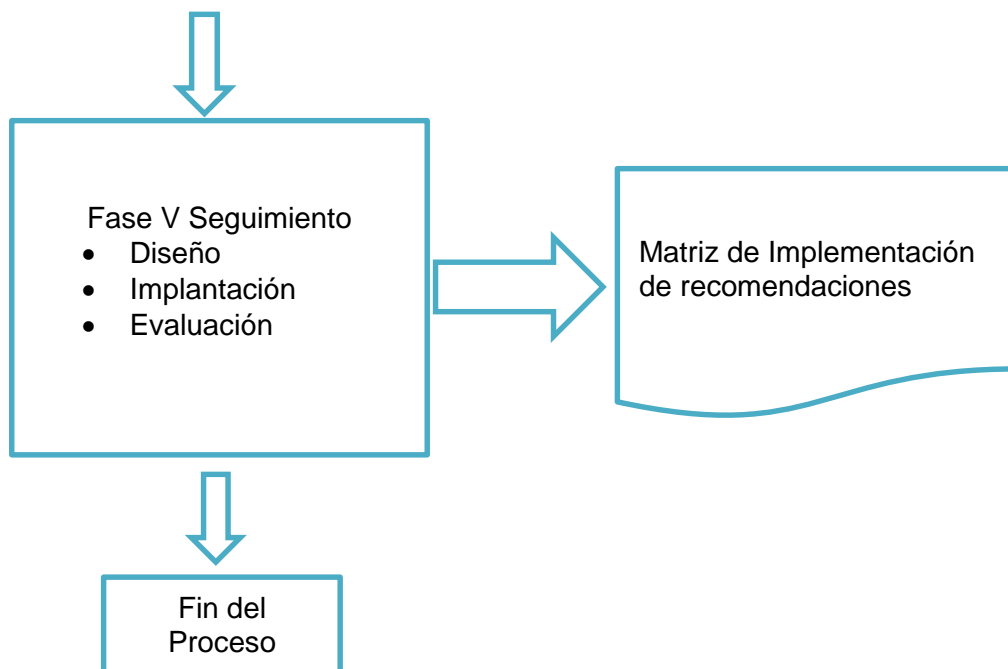 Fase V Seguimiento
• Diseño
• Implantación
• Evaluación
Matriz de Implementación
de recomendaciones
Fin del
Proceso